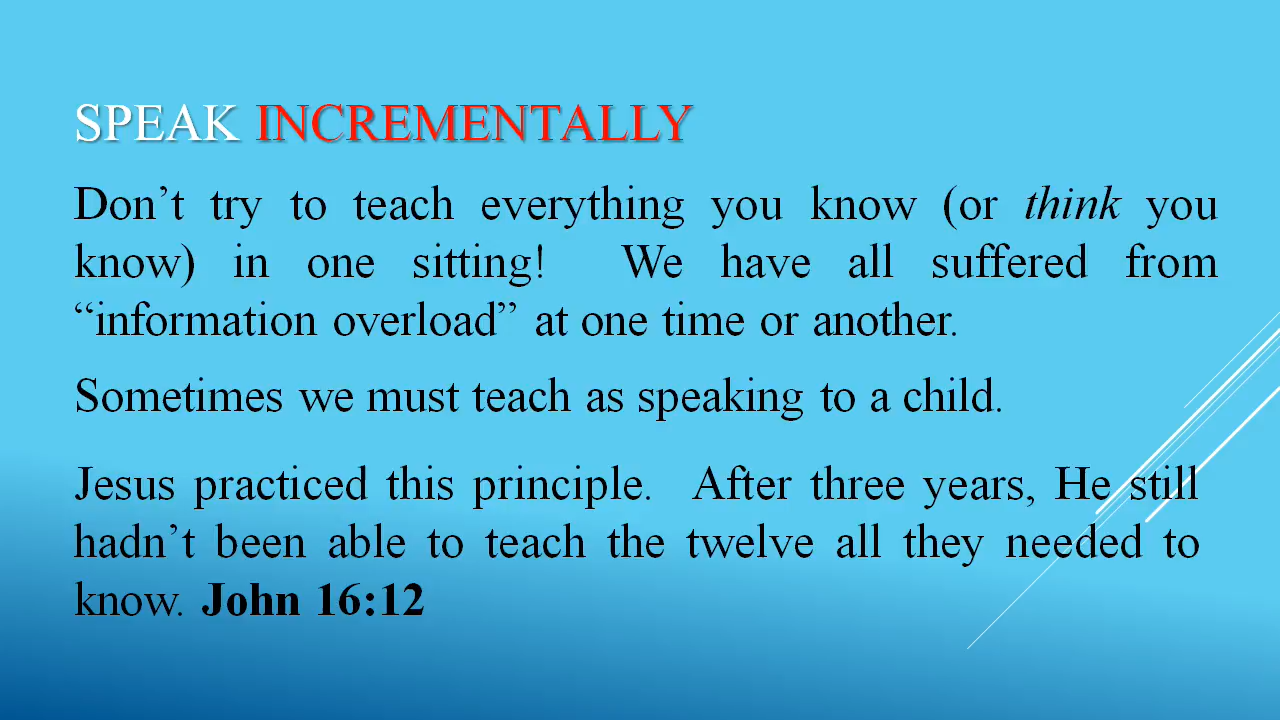 SPEAK INCREMENTALLY
Don’t try to teach everything you know (or think you
know) in one sitting! We have all suffered from
“information overload” at one time or another.
Sometimes we must teach as speaking to a child.
Jesus practiced this principle. After three years, He still
hadn’t been able to teach the twelve all they needed to
know. John 16:12